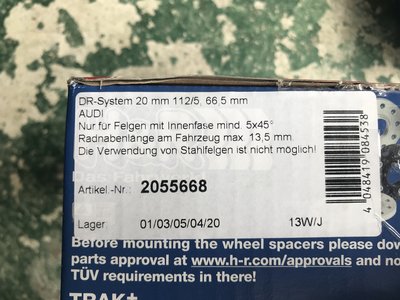 DR-System 20 mm 112/5, 66,5 mm
AUDI
Nur für Felgen mit Innenfase mind. 5x45°
Radnabenlänge am Fahrzeug max. 13,5 mm
Die Verwendung von Stahlfelgen ist nicht möglich!
Artikel.-Nr.: 2055668
Lager: 01/03/05/04/20 13W/J
4 048419 084538
Before mounting the wheel spacers please dow
parts approval at www.h-r.com/approvals and no
TÜV requirements in there!
TRAK+